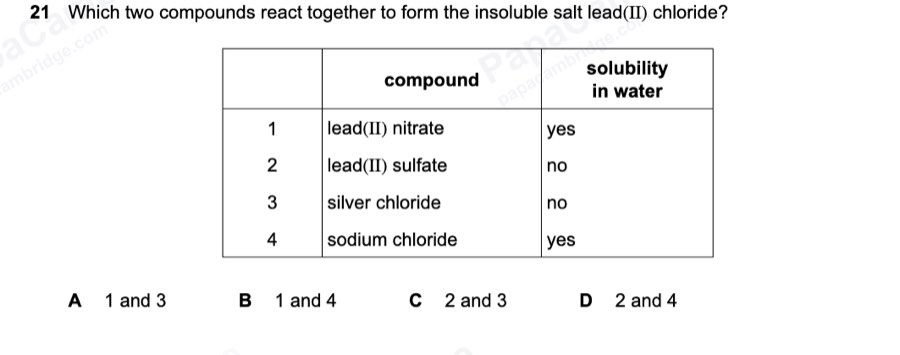 21 Which two compounds react together to form the insoluble salt lead(II) chloride?
compound solubility in water
1 lead(II) nitrate yes
2 lead(II) sulfate no
3 silver chloride no
4 sodium chloride yes
A 1 and 3 B 1 and 4 C 2 and 3 D 2 and 4